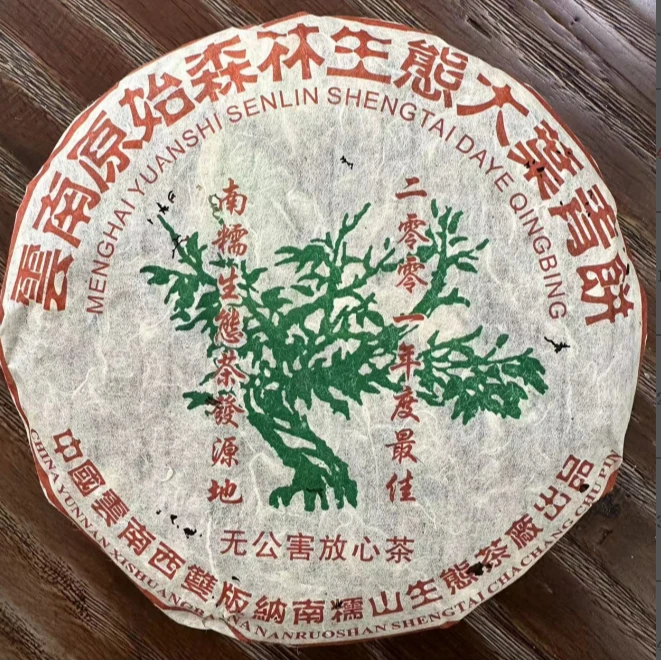 雲南原始森林生態大葉青餅
MENGHAI YUANSHI SENLIN SHENGTAI DAYE QINGBING
二零零一年度最佳
南糯生態茶發源地
无公害放心茶
中國雲南西雙版納南糯山生態茶廠出品
CHINA YUNNAN XISHUANGBANNA NANRUOSHAN SHENGTAI CHACHANG CHUPIN